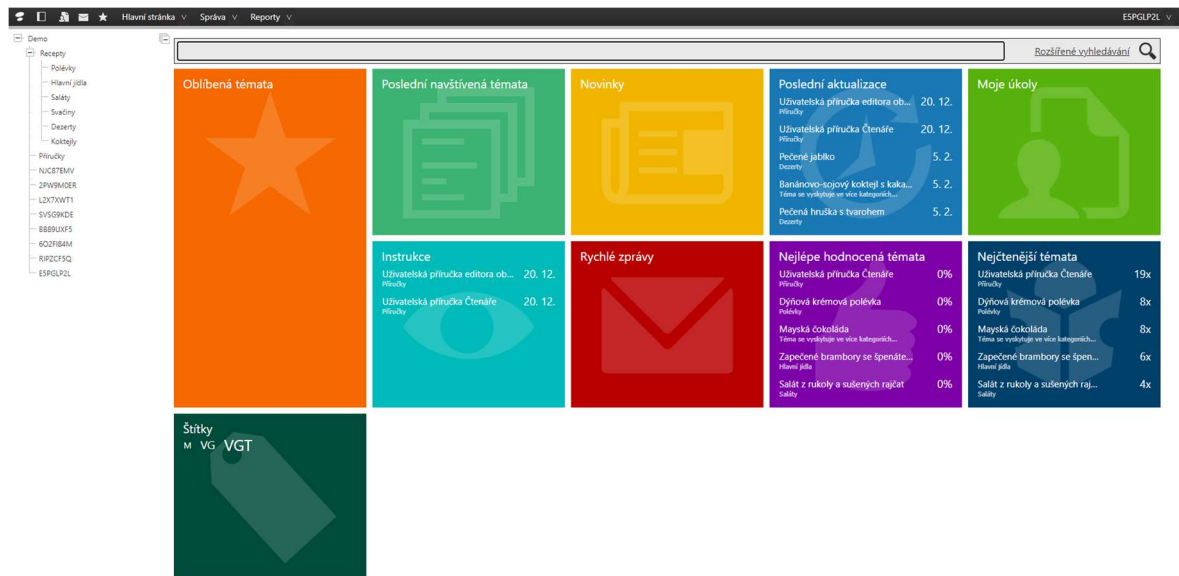 Hlavní stránka
Správa
Reporty
E5PGLP2L
Demo
Recepty
Polévky
Hlavní jídla
Saláty
Svačiny
Dezerty
Koktejly
Příručky
NJC87EMV
2PW9M0ER
L2X7XWT1
SVSG9KDE
BB89UXF5
6O2FI84M
RIPZCF5Q
E5PGLP2L
Rozšířené vyhledávání
Oblíbená témata
Poslední navštívená témata
Novinky
Poslední aktualizace
Uživatelská příručka editora ob... 20. 12.
Příručky
Uživatelská příručka Čtenáře 20. 12.
Příručky
Pečené jablko 5. 2.
Dezerty
Banánovo-sojový koktejl s kaka... 5. 2.
Téma se vyskytuje ve více kategoriích...
Pečená hruška s tvarohem 5. 2.
Dezerty
Moje úkoly
Instrukce
Uživatelská příručka editora ob... 20. 12.
Příručky
Uživatelská příručka Čtenáře 20. 12.
Příručky
Rychlé zprávy
Nejlépe hodnocená témata
Uživatelská příručka Čtenáře 0%
Příručky
Dýňová krémová polévka 0%
Polévky
Mayská čokoláda 0%
Téma se vyskytuje ve více kategoriích...
Zapečené brambory se špenáte... 0%
Hlavní jídla
Salát z rukoly a sušených rajčat 0%
Saláty
Nejčtenější témata
Uživatelská příručka Čtenáře 19x
Příručky
Dýňová krémová polévka 8x
Polévky
Mayská čokoláda 8x
Téma se vyskytuje ve více kategoriích...
Zapečené brambory se špen... 6x
Hlavní jídla
Salát z rukoly a sušených raj... 4x
Saláty
Štítky
M VG VGT